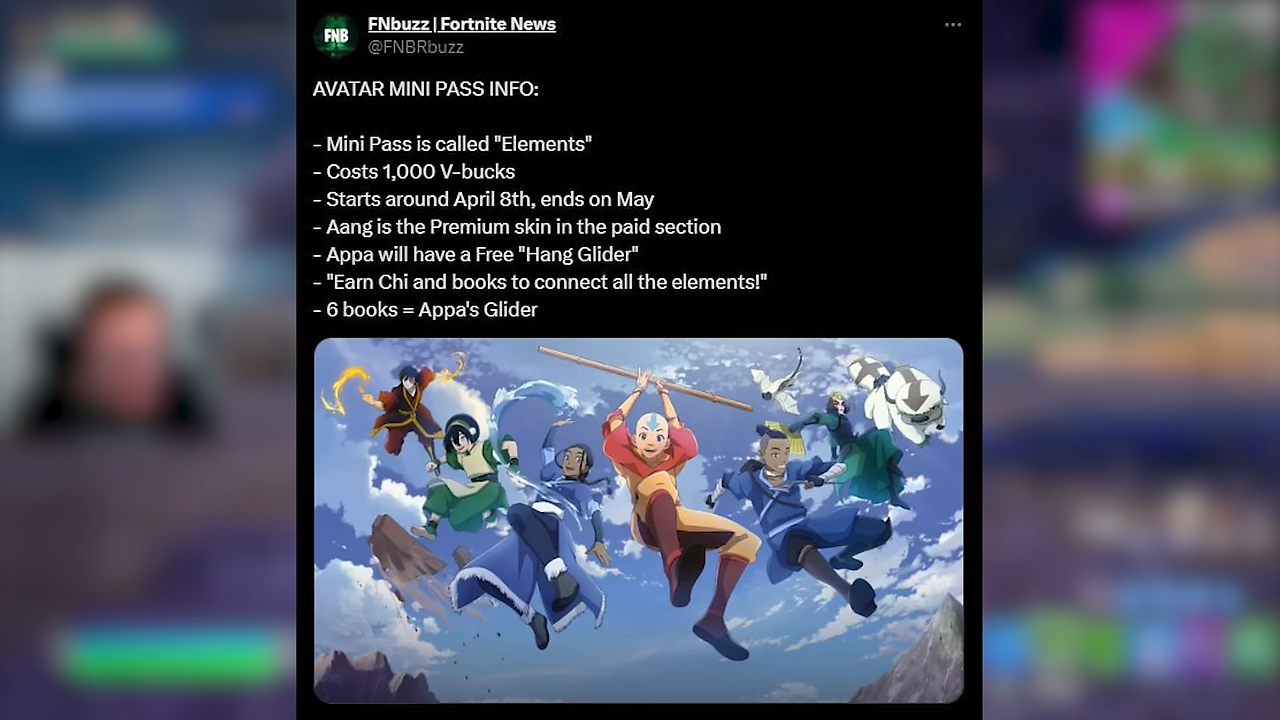 FNB
FNbuzz | Fortnite News
@FNBRbuzz
AVATAR MINI PASS INFO:
- Mini Pass is called "Elements"
- Costs 1,000 V-bucks
- Starts around April 8th, ends on May
- Aang is the Premium skin in the paid section
- Appa will have a Free "Hang Glider"
- "Earn Chi and books to connect all the elements!"
- 6 books = Appa's Glider